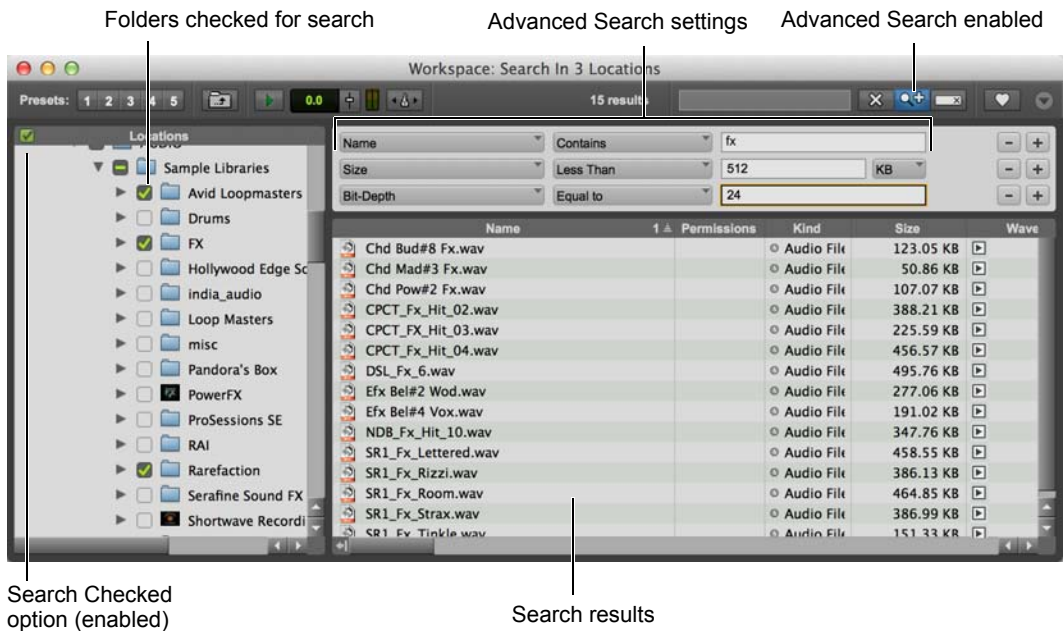 Folders checked for search
Advanced Search settings
Advanced Search enabled
Workspace: Search In 3 Locations
Presets: 1 2 3 4 5
0.0
15 results
Locations
Sample Libraries
Avid Loopmasters
Drums
FX
Hollywood Edge Sc
india_audio
Loop Masters
misc
Pandora's Box
PowerFX
ProSessions SE
RAI
Rarefaction
Serafine Sound FX
Shortwave Recordi
Name Contains fx
Size Less Than 512 KB
Bit-Depth Equal to 24
Name 1 Permissions Kind Size Wave
Chd Bud#8 Fx.wav Audio File 123.05 KB
Chd Mad#3 Fx.wav Audio File 50.86 KB
Chd Pow#2 Fx.wav Audio File 107.07 KB
CPCT_Fx_Hit_02.wav Audio File 388.21 KB
CPCT_FX_Hit_03.wav Audio File 225.59 KB
CPCT_Fx_Hit_04.wav Audio File 456.57 KB
DSL_Fx_6.wav Audio File 495.76 KB
Efx Bel#2 Wod.wav Audio File 277.06 KB
Efx Bel#4 Vox.wav Audio File 191.02 KB
NDB_Fx_Hit_10.wav Audio File 347.76 KB
SR1_Fx_Lettered.wav Audio File 458.55 KB
SR1_Fx_Rizzi.wav Audio File 386.13 KB
SR1_Fx_Room.wav Audio File 464.85 KB
SR1_Fx_Strax.wav Audio File 386.99 KB
SR1_Fx_Tinkle.wav Audio File 151.33 KB
Search Checked
option (enabled)
Search results